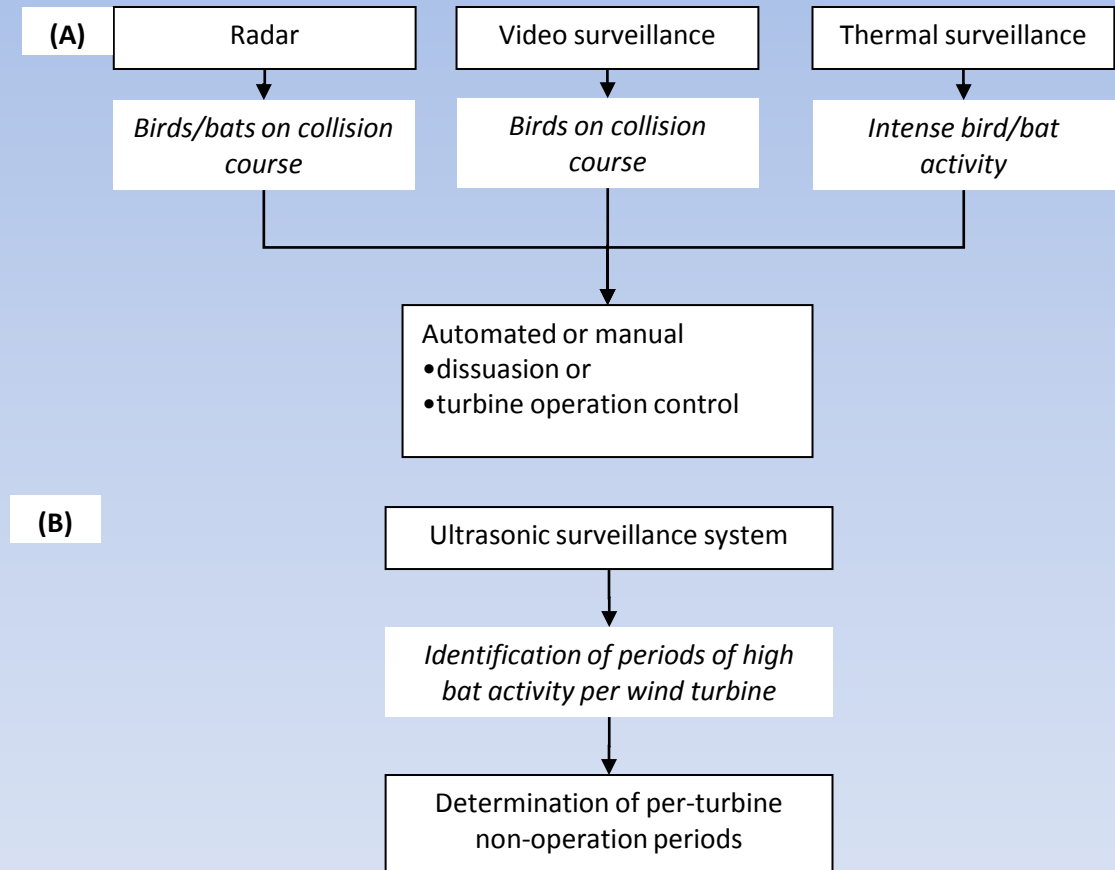 (A)
Radar
Video surveillance
Thermal surveillance
Birds/bats on collision
course
Birds on collision
course
Intense bird/bat
activity
Automated or manual
•dissuasion or
•turbine operation control
(B)
Ultrasonic surveillance system
Identification of periods of high
bat activity per wind turbine
Determination of per-turbine
non-operation periods